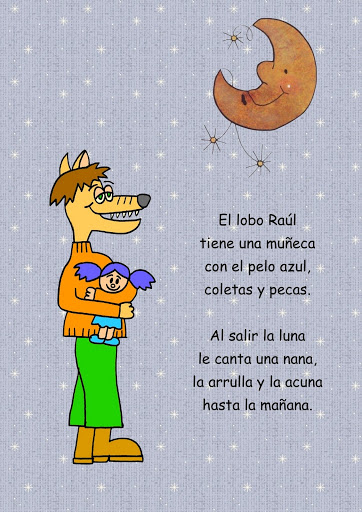 El lobo Raúl
tiene una muñeca
con el pelo azul,
coletas y pecas.
Al salir la luna
le canta una nana,
la arrulla y la acuna
hasta la mañana.